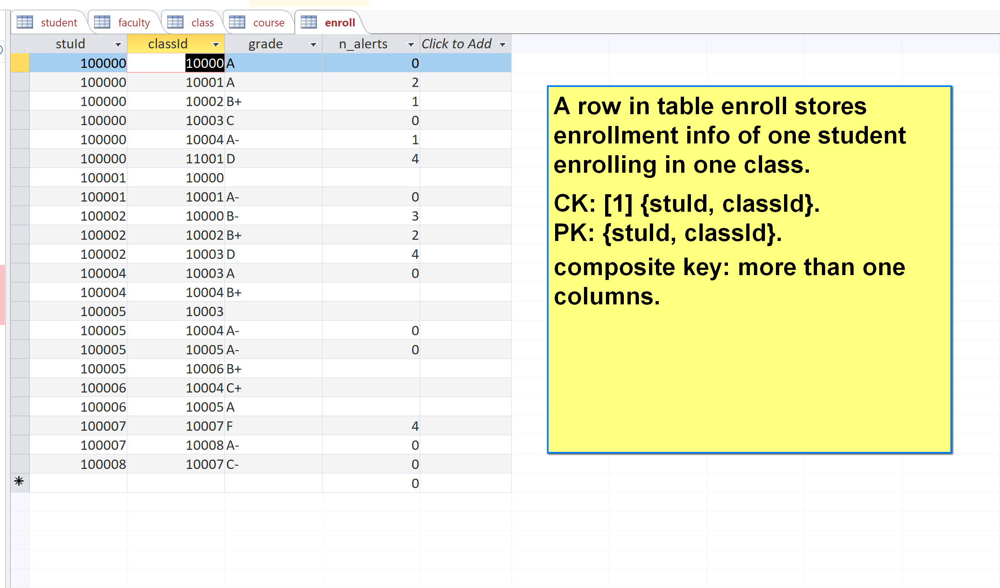 student faculty class course enroll
stuId classId grade n_alerts Click to Add
100000 10000 A 0
100000 10001 A 2
100000 10002 B+ 1
100000 10003 C 0
100000 10004 A- 1
100000 11001 D 4
100001 10000
100001 10001 A- 0
100002 10000 B- 3
100002 10002 B+ 2
100002 10003 D 4
100004 10003 A 0
100004 10004 B+
100005 10003
100005 10004 A- 0
100005 10005 A- 0
100005 10006 B+
100006 10004 C+
100006 10005 A
100007 10007 F 4
100007 10008 A- 0
100008 10007 C- 0
* 0
A row in table enroll stores
enrollment info of one student
enrolling in one class.
CK: [1] {stuId, classId}.
PK: {stuId, classId}.
composite key: more than one
columns.